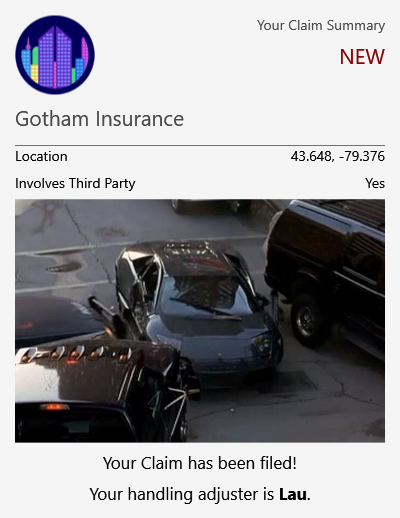 Your Claim Summary
NEW
Gotham Insurance
Location 43.648, -79.376
Involves Third Party Yes
Your Claim has been filed!
Your handling adjuster is Lau.